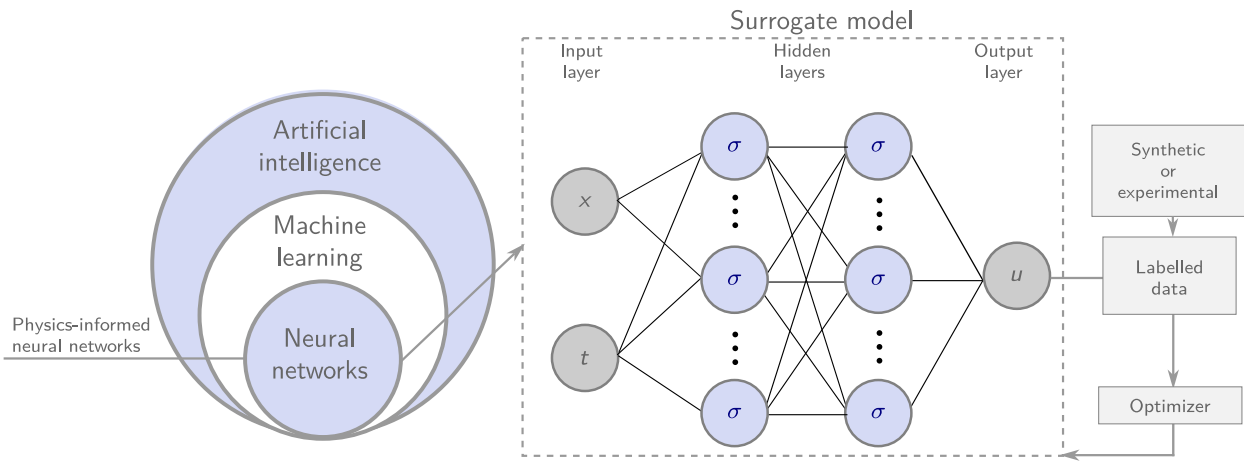 Surrogate model
Input
layer
Hidden
layers
Output
layer
Artificial
intelligence
Machine
learning
Neural
networks
Physics-informed
neural networks
x
t
σ
σ
σ
σ
σ
σ
u
Synthetic
or
experimental
Labelled
data
Optimizer